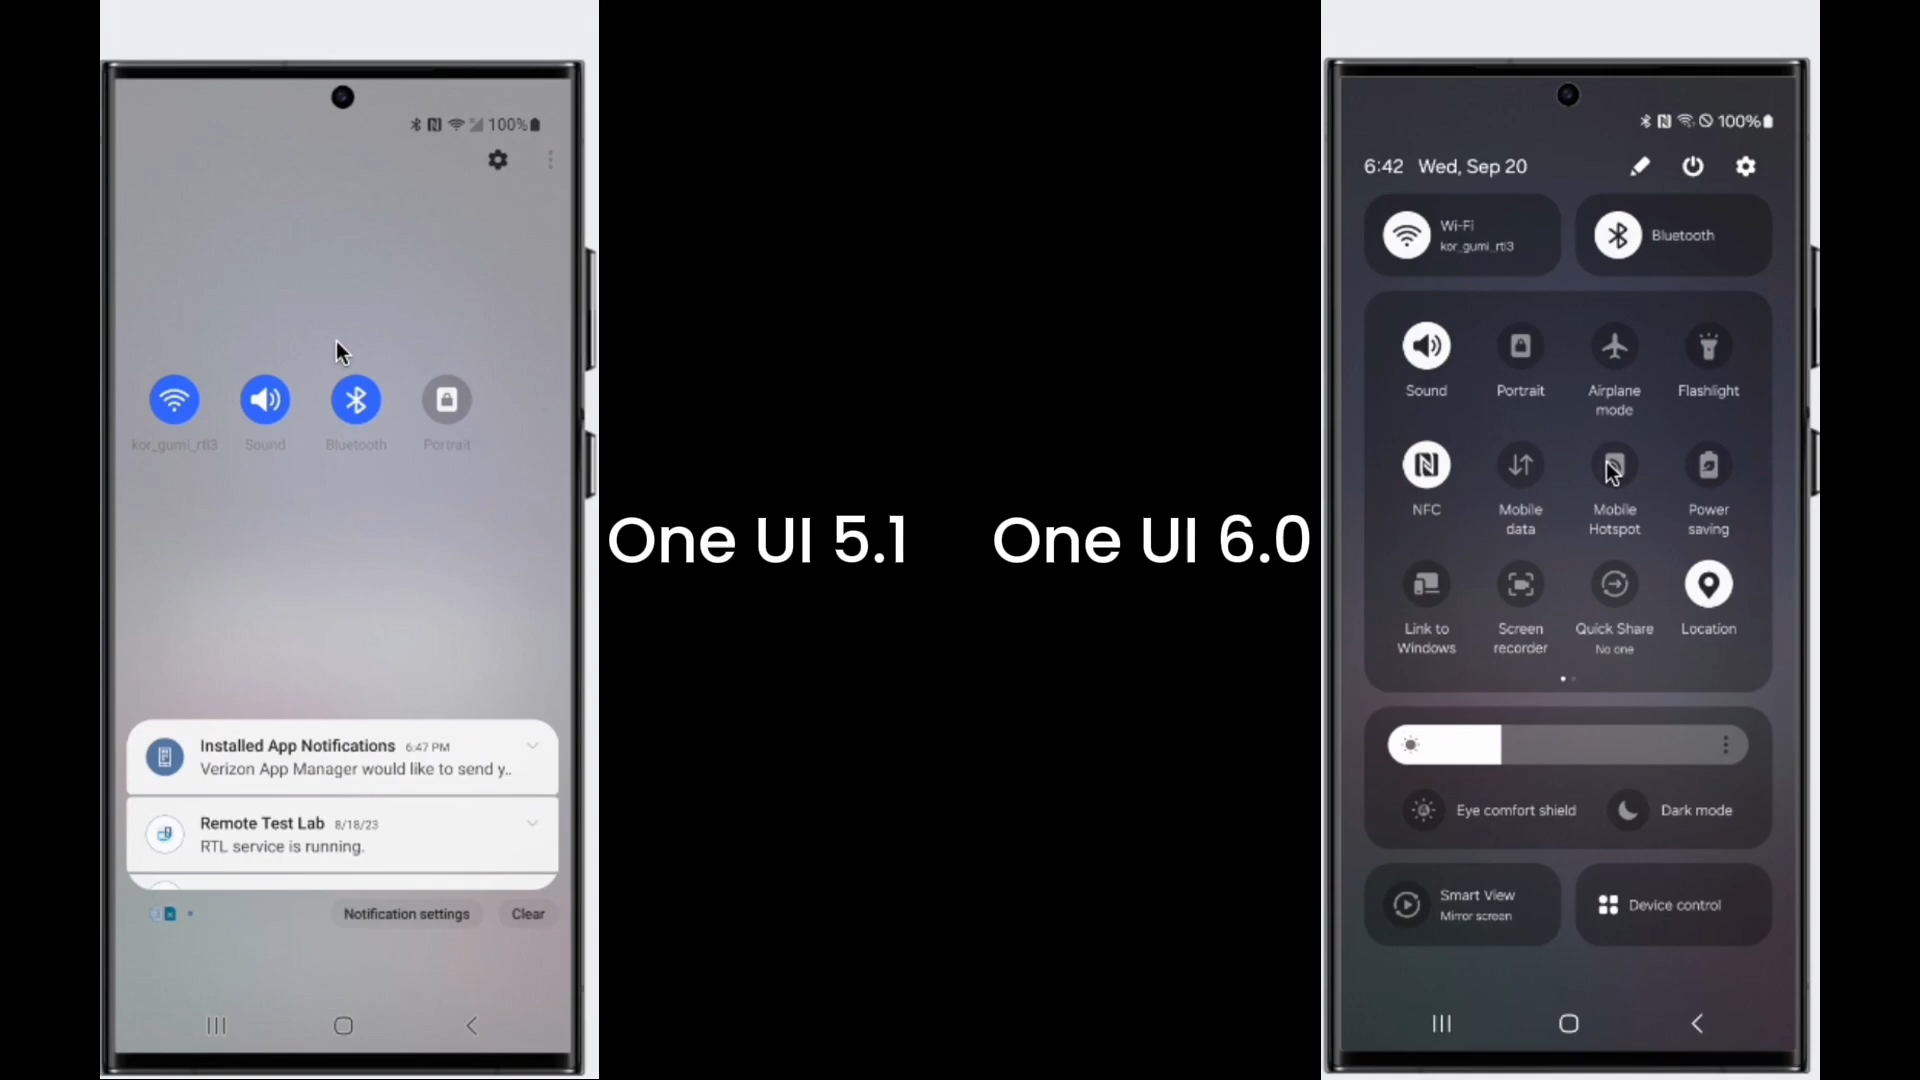 100%
kor_gumi_rtl3
Sound
Bluetooth
Portrait
Installed App Notifications 6:47 PM
Verizon App Manager would like to send y..
Remote Test Lab 8/18/23
RTL service is running.
Notification settings
Clear
One UI 5.1
One UI 6.0
100%
6:42 Wed, Sep 20
Wi-Fi
kor_gumi_rtl3
Bluetooth
Sound
Portrait
Airplane
mode
Flashlight
NFC
Mobile
data
Mobile
Hotspot
Power
saving
Link to
Windows
Screen
recorder
Quick Share
No one
Location
Eye comfort shield
Dark mode
Smart View
Mirror screen
Device control